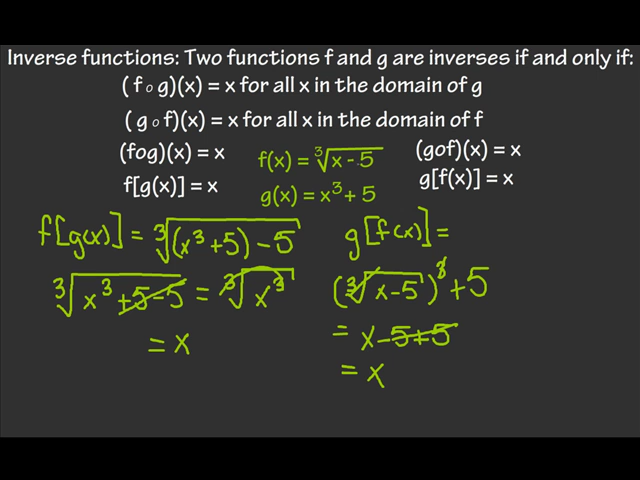 Inverse functions: Two functions f and g are inverses if and only if:
(f ∘ g)(x) = x for all x in the domain of g
(g ∘ f)(x) = x for all x in the domain of f
(fog)(x) = x
f[g(x)] = x
f(x) = ∛(x - 5)
g(x) = x³ + 5
(gof)(x) = x
g[f(x)] = x
f[g(x)] = ∛((x³ + 5) - 5)
∛(x³ + 5 - 5) = ∛(x³)
= x
g[f(x)] =
(∛(x - 5))³ + 5
= x - 5 + 5
= x